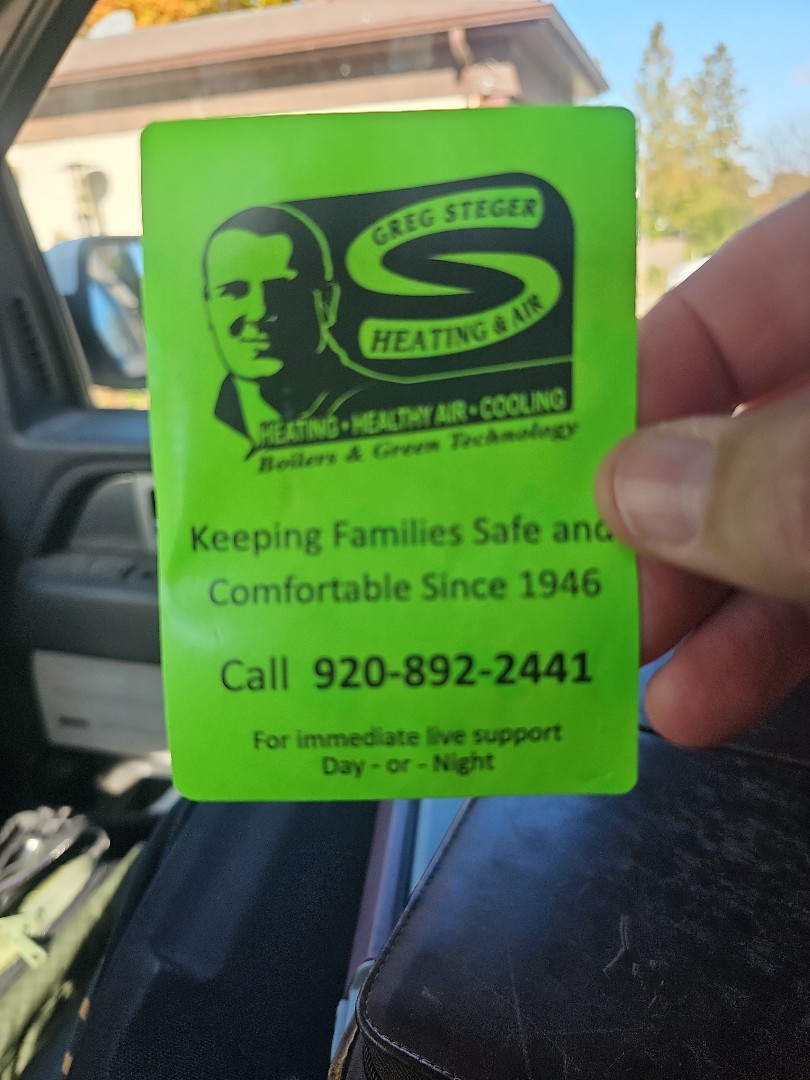 GREG STEGER
HEATING & AIR
HEATING • HEALTHY AIR • COOLING
Boilers & Green Technology
Keeping Families Safe and
Comfortable Since 1946
Call 920-892-2441
For immediate live support
Day - or - Night